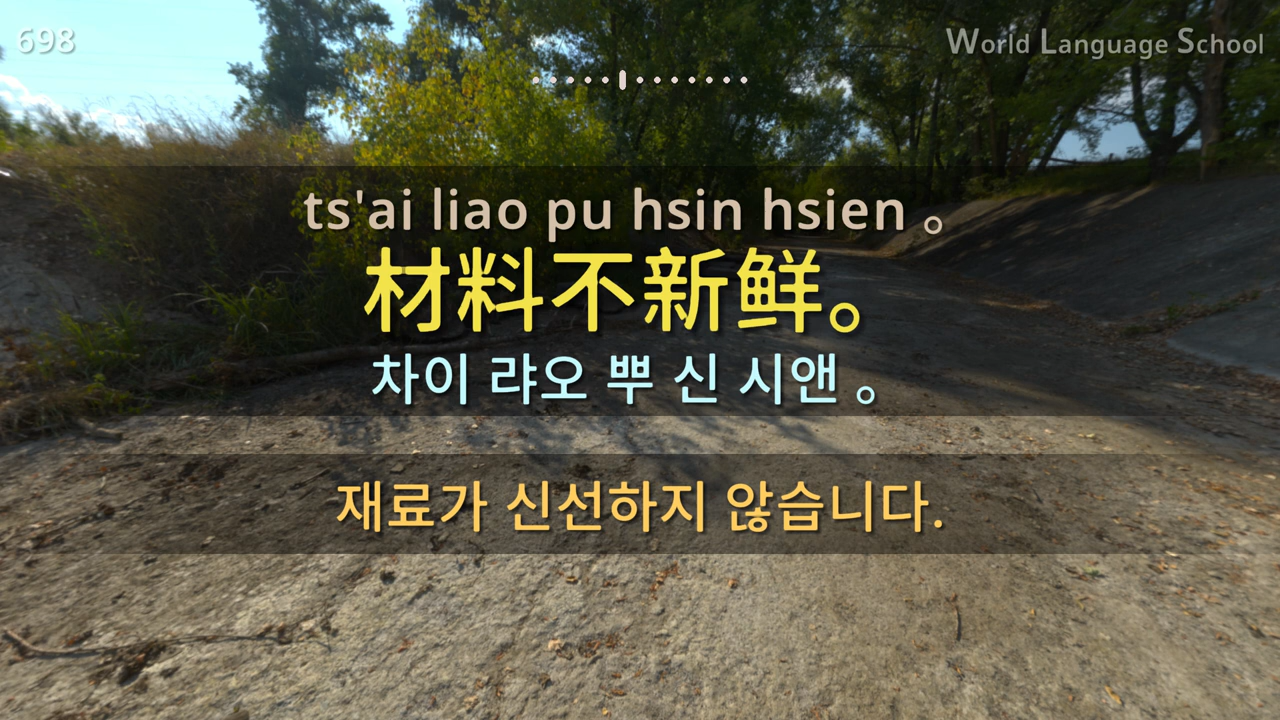 698
World Language School
ts'ai liao pu hsin hsien 。
材料不新鲜。
차이 랴오 뿌 신 시앤 。
재료가 신선하지 않습니다.